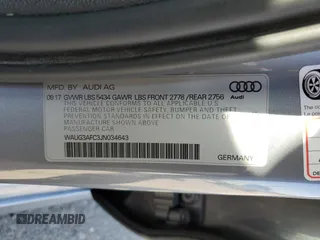 MFD. BY AUDI AG
Audi
09.17 GVWR LBS 5434 GAWR LBS FRONT 2778 /REAR 2756
THIS VEHICLE CONFORMS TO ALL APPLICABLE FEDERAL
MOTOR VEHICLE SAFETY, BUMPER, AND THEFT
PREVENTION STANDARDS IN EFFECT ON THE DATE
OF MANUFACTURE SHOWN ABOVE.
PASSENGER CAR
WAUG3AFC3JN034643
GERMANY
DREAMBID